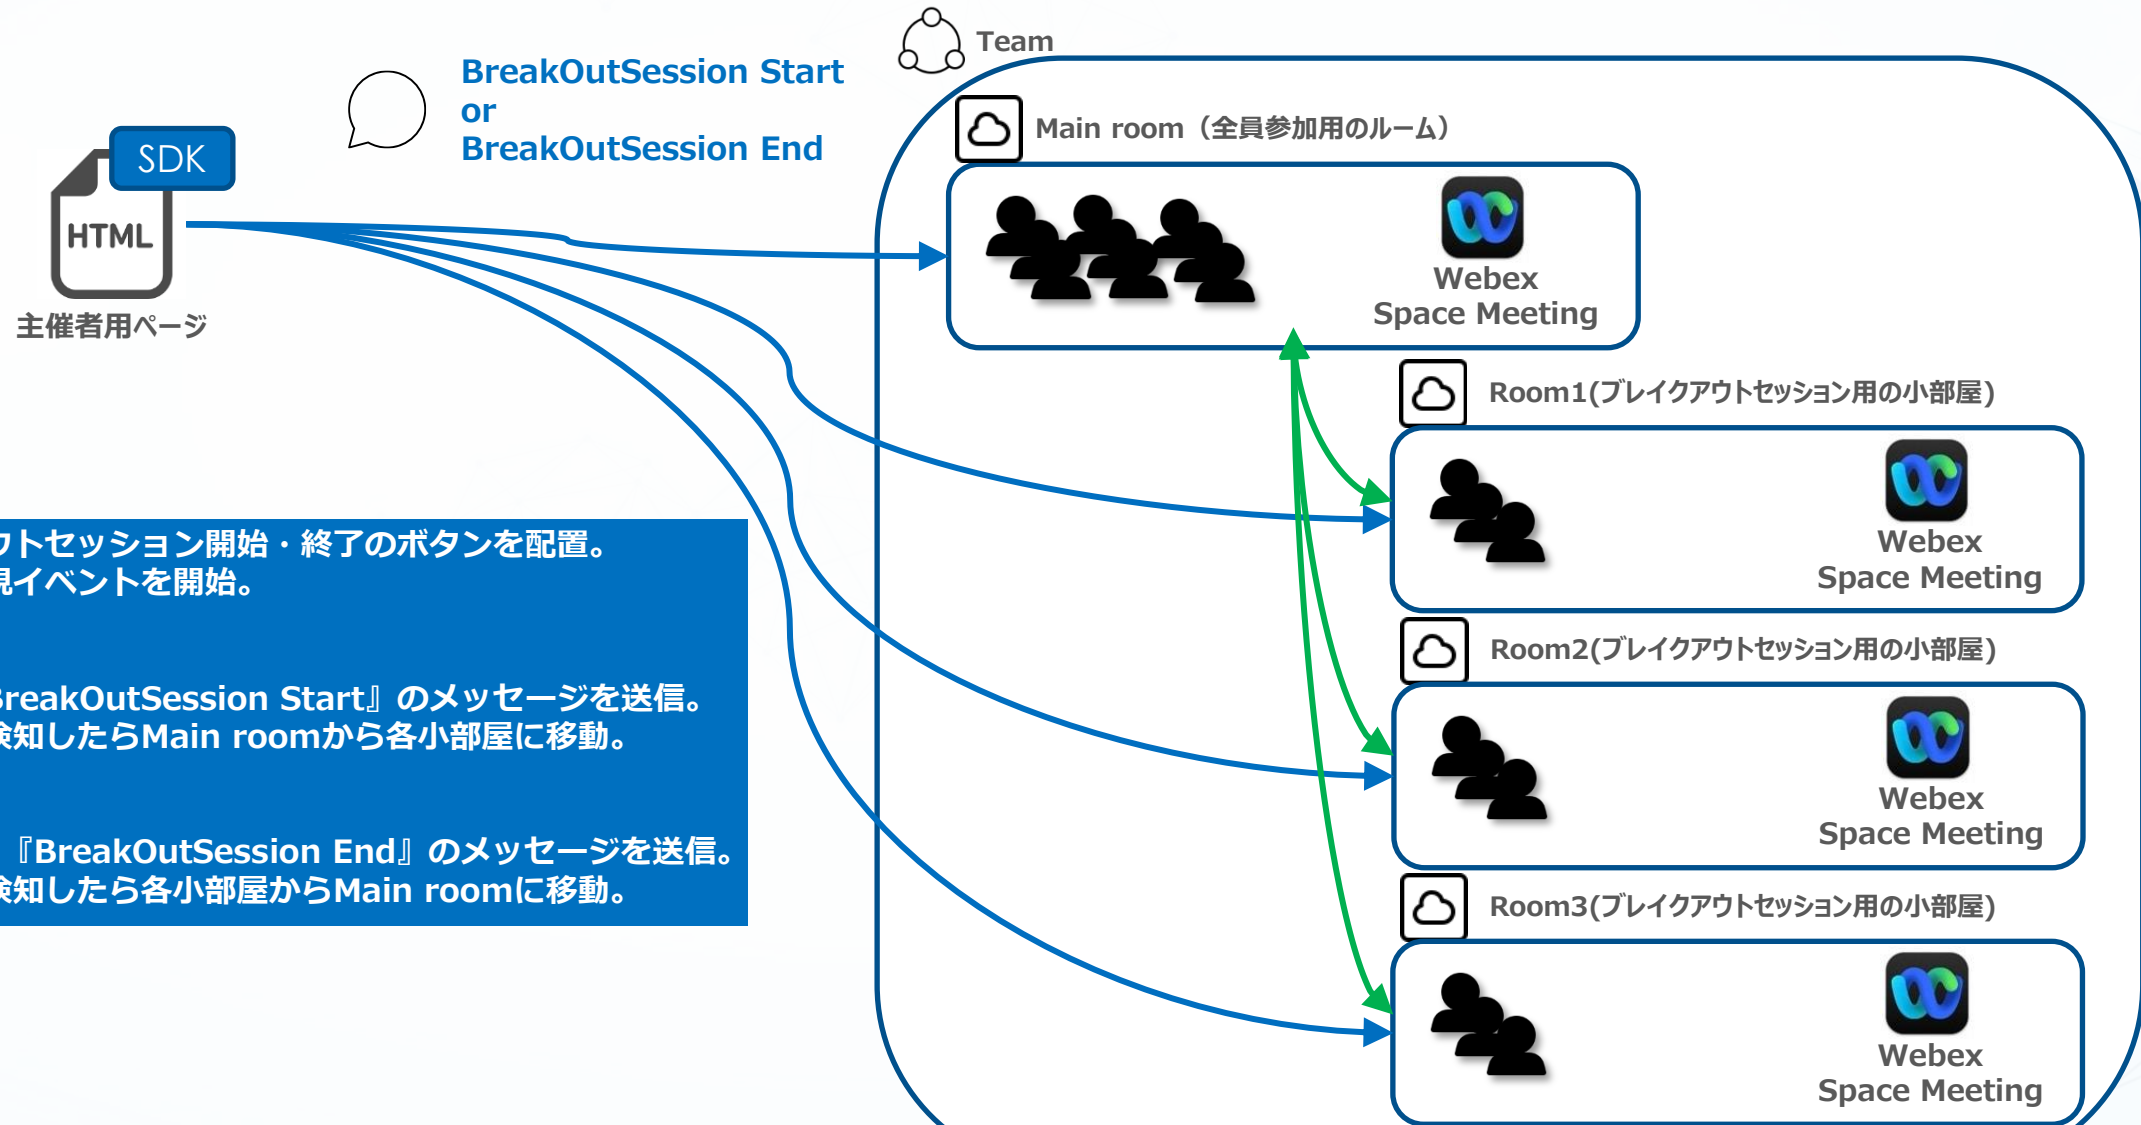 Team
BreakOutSession Start
or
BreakOutSession End
Main room（全員参加用のルーム）
SDK
HTML
主催者用ページ
Webex
Space Meeting
Room1(ブレイクアウトセッション用の小部屋)
Webex
Space Meeting
ウトセッション開始・終了のボタンを配置。
視イベントを開始。
BreakOutSession Start』のメッセージを送信。
検知したらMain roomから各小部屋に移動。
『BreakOutSession End』のメッセージを送信。
検知したら各小部屋からMain roomに移動。
Room2(ブレイクアウトセッション用の小部屋)
Webex
Space Meeting
Room3(ブレイクアウトセッション用の小部屋)
Webex
Space Meeting